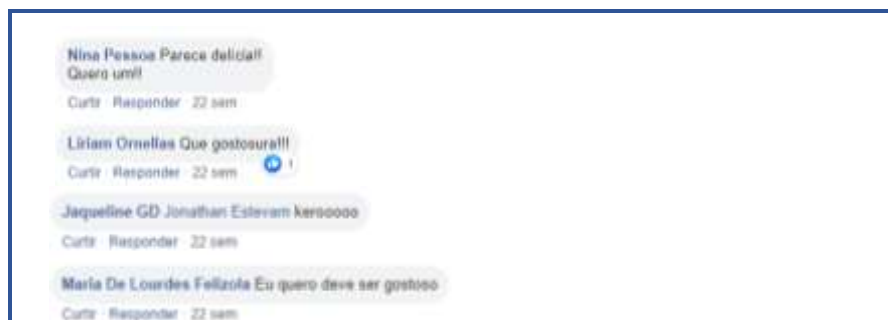 Nina Pessoa Parece delicia!!
Quero um!!
Curtir · Responder · 22 sem
Liriam Ornellas Que gostosura!!!
1
Curtir · Responder · 22 sem
Jaqueline GD Jonathan Estevam kerooooo
Curtir · Responder · 22 sem
Maria De Lourdes Felizola Eu quero deve ser gostoso
Curtir · Responder · 22 sem